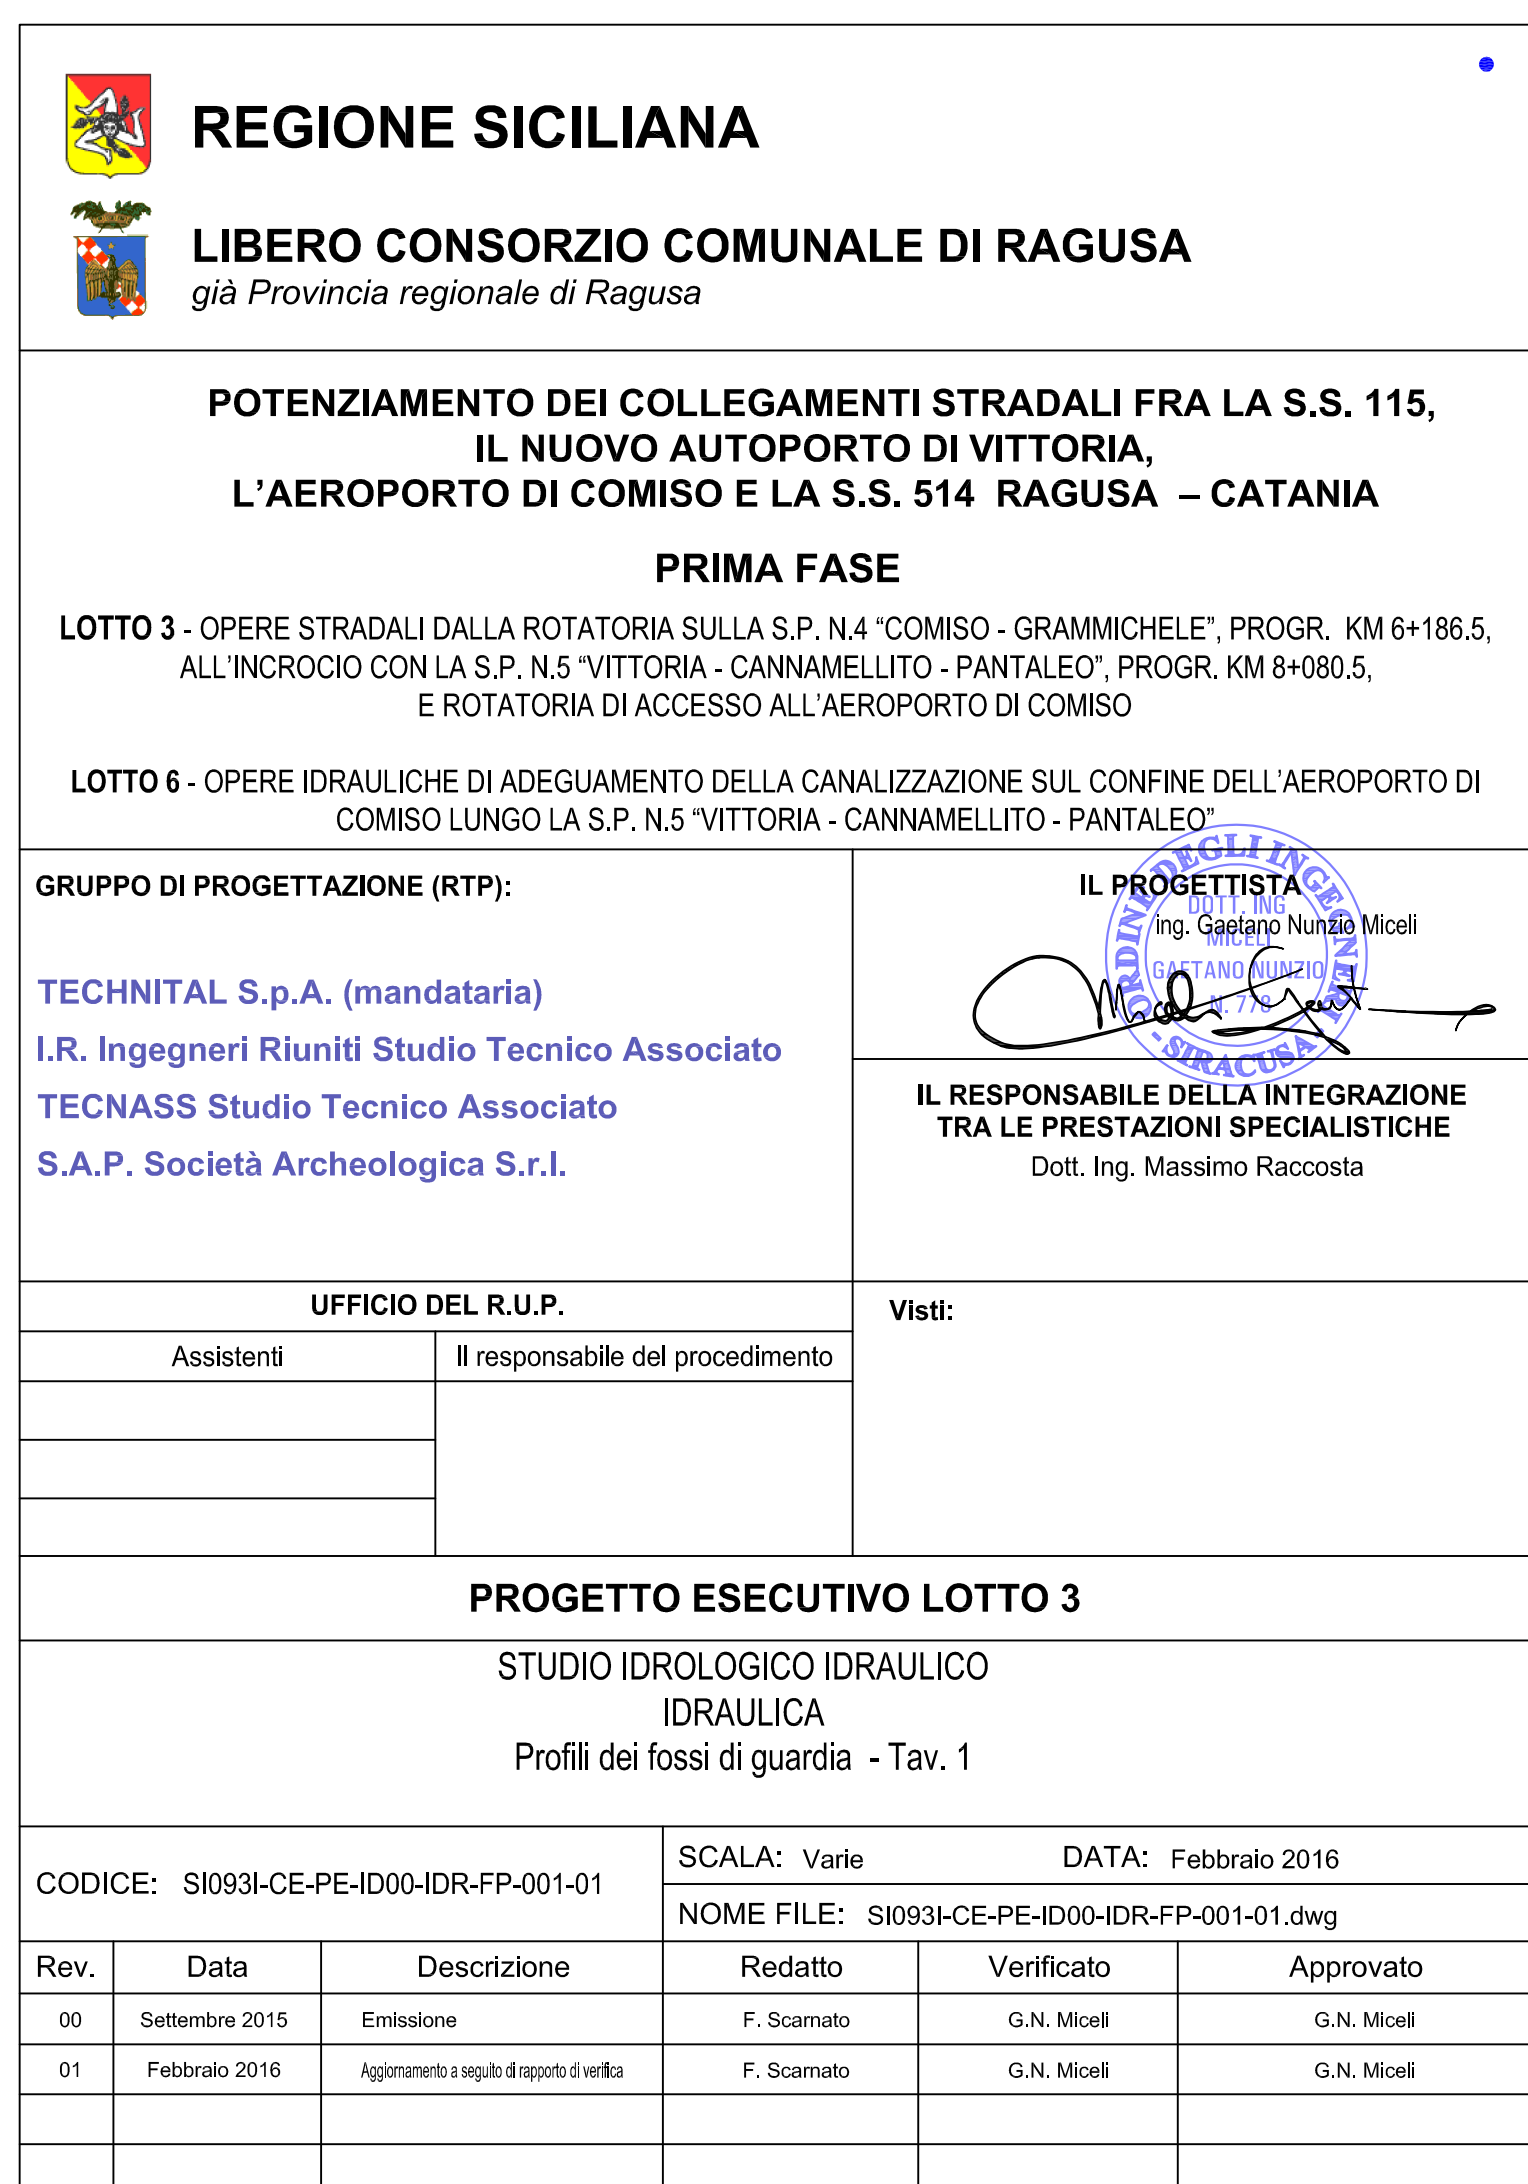 REGIONE SICILIANA
LIBERO CONSORZIO COMUNALE DI RAGUSA
già Provincia regionale di Ragusa
POTENZIAMENTO DEI COLLEGAMENTI STRADALI FRA LA S.S. 115,
IL NUOVO AUTOPORTO DI VITTORIA,
L’AEROPORTO DI COMISO E LA S.S. 514 RAGUSA – CATANIA
PRIMA FASE
LOTTO 3 - OPERE STRADALI DALLA ROTATORIA SULLA S.P. N.4 “COMISO - GRAMMICHELE”, PROGR. KM 6+186.5,
ALL’INCROCIO CON LA S.P. N.5 “VITTORIA - CANNAMELLITO - PANTALEO”, PROGR. KM 8+080.5,
E ROTATORIA DI ACCESSO ALL’AEROPORTO DI COMISO
LOTTO 6 - OPERE IDRAULICHE DI ADEGUAMENTO DELLA CANALIZZAZIONE SUL CONFINE DELL’AEROPORTO DI
COMISO LUNGO LA S.P. N.5 “VITTORIA - CANNAMELLITO - PANTALEO”
GRUPPO DI PROGETTAZIONE (RTP):
TECHNITAL S.p.A. (mandataria)
I.R. Ingegneri Riuniti Studio Tecnico Associato
TECNASS Studio Tecnico Associato
S.A.P. Società Archeologica S.r.l.
IL PROGETTISTA
ing. Gaetano Nunzio Miceli
ORDINE DEGLI INGEGNERI
- SIRACUSA -
DOTT. ING
MICELI
GAETANO NUNZIO
N. 778
IL RESPONSABILE DELLA INTEGRAZIONE
TRA LE PRESTAZIONI SPECIALISTICHE
Dott. Ing. Massimo Raccosta
UFFICIO DEL R.U.P.
Assistenti Il responsabile del procedimento
Visti:
PROGETTO ESECUTIVO LOTTO 3
STUDIO IDROLOGICO IDRAULICO
IDRAULICA
Profili dei fossi di guardia - Tav. 1
CODICE: SI093I-CE-PE-ID00-IDR-FP-001-01
SCALA: Varie DATA: Febbraio 2016
NOME FILE: SI093I-CE-PE-ID00-IDR-FP-001-01.dwg
Rev. Data Descrizione Redatto Verificato Approvato
00 Settembre 2015 Emissione F. Scarnato G.N. Miceli G.N. Miceli
01 Febbraio 2016 Aggiornamento a seguito di rapporto di verifica F. Scarnato G.N. Miceli G.N. Miceli